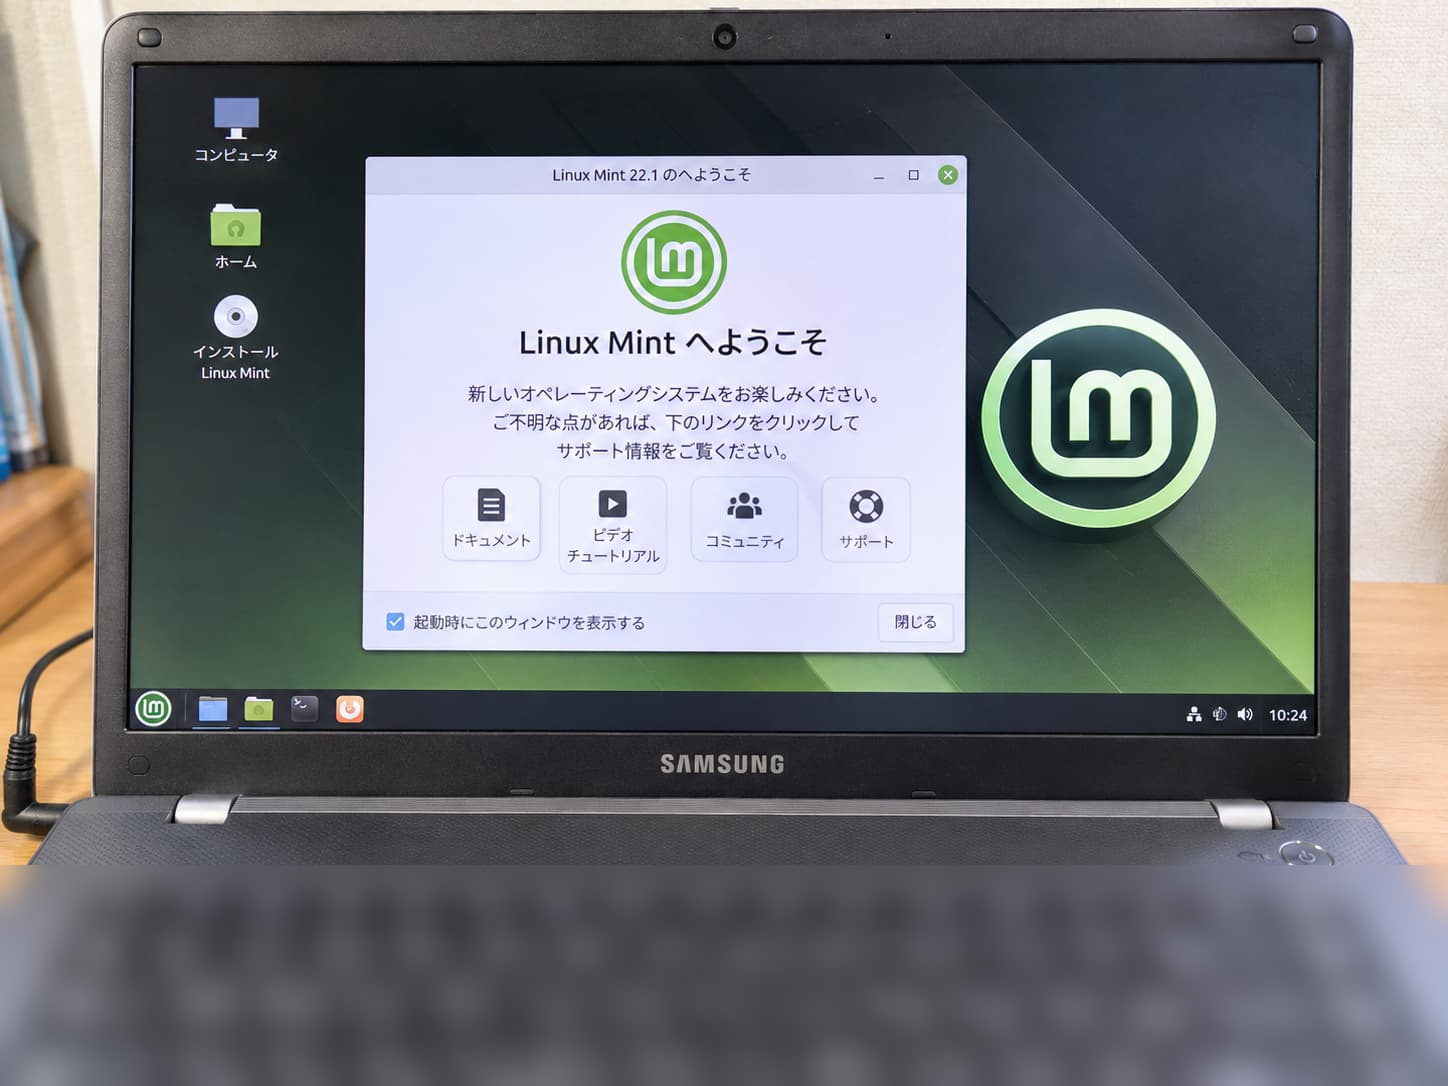 コンピュータ
ホーム
インストール
Linux Mint
Linux Mint 22.1 のへようこそ
Linux Mint へようこそ
新しいオペレーティングシステムをお楽しみください。
ご不明な点があれば、下のリンクをクリックして
サポート情報をご覧ください。
ドキュメント
ビデオ
チュートリアル
コミュニティ
サポート
起動時にこのウィンドウを表示する
閉じる
10:24
SAMSUNG